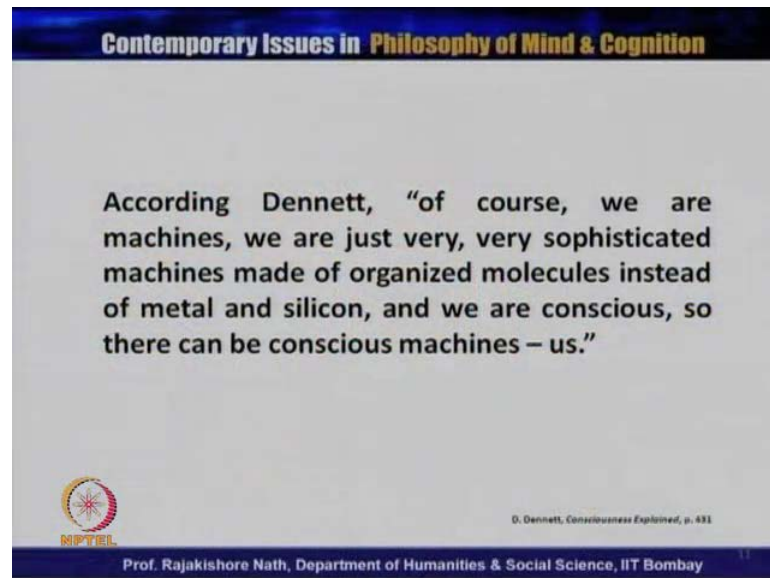 Contemporary Issues in Philosophy of Mind & Cognition
According Dennett, “of course, we are
machines, we are just very, very sophisticated
machines made of organized molecules instead
of metal and silicon, and we are conscious, so
there can be conscious machines – us.”
D. Dennett, Consciousness Explained, p. 431
11
NPTEL
Prof. Rajakishore Nath, Department of Humanities & Social Science, IIT Bombay